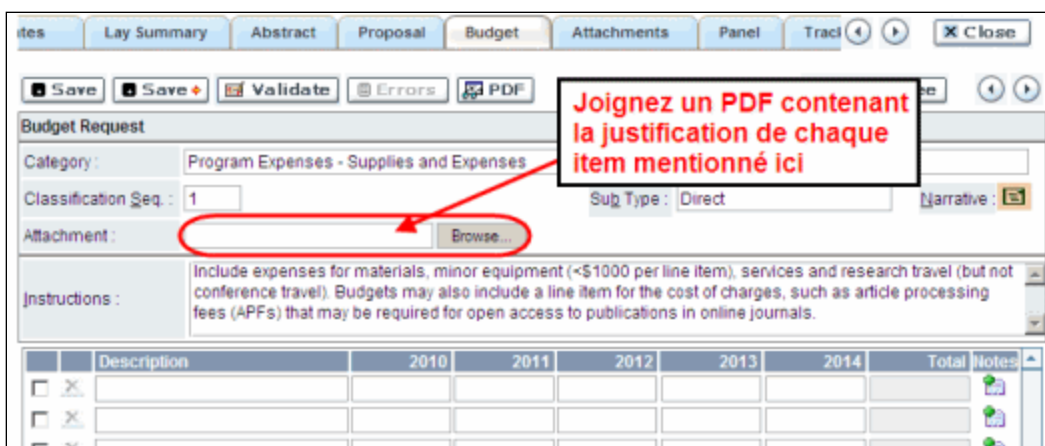 Lay Summary Abstract Proposal Budget Attachments Panel Close
Save Save Validate Errors PDF
Joignez un PDF contenant
la justification de chaque
item mentionné ici
Budget Request
Category : Program Expenses - Supplies and Expenses
Classification Seq. : 1 Sub Type : Direct Narrative :
Attachment : Browse...
Instructions :
Include expenses for materials, minor equipment (<$1000 per line item), services and research travel (but not
conference travel). Budgets may also include a line item for the cost of charges, such as article processing
fees (APFs) that may be required for open access to publications in online journals.
Description 2010 2011 2012 2013 2014 Total Notes